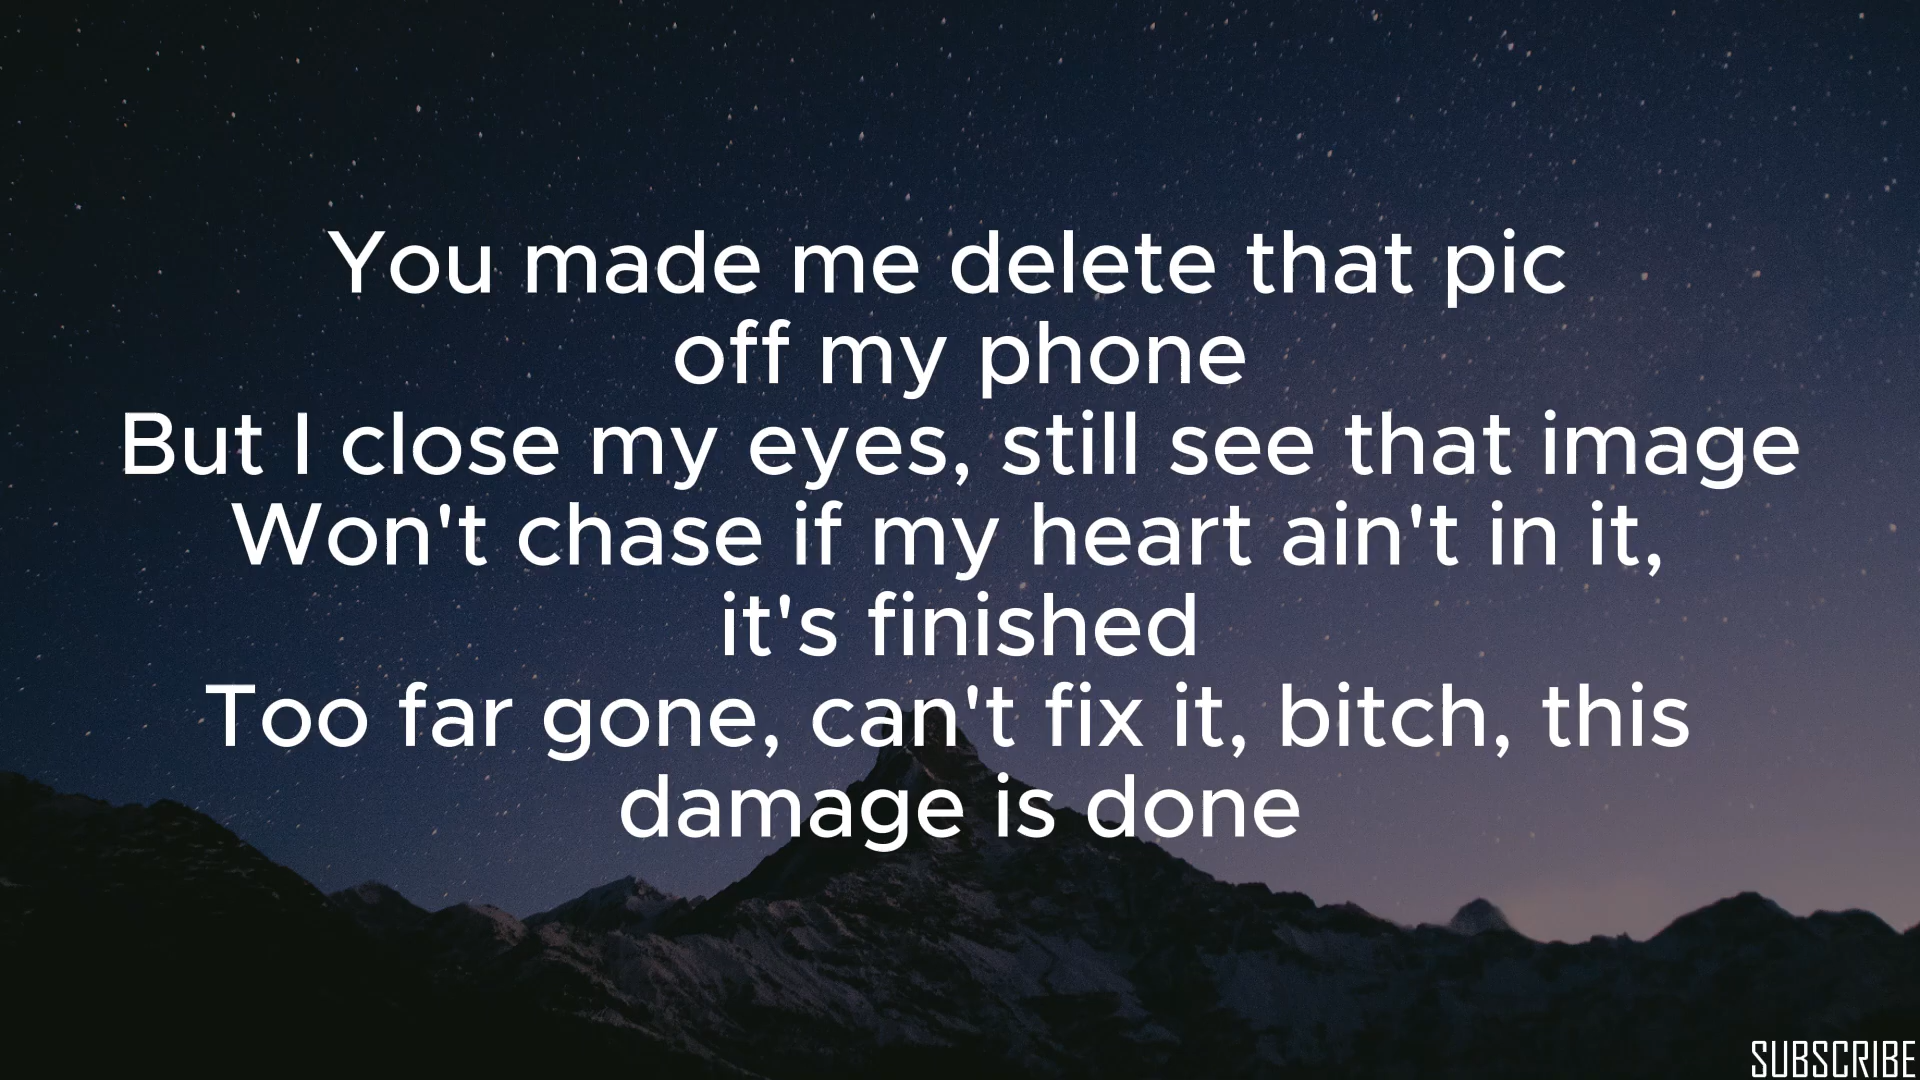 You made me delete that pic
off my phone
But I close my eyes, still see that image
Won't chase if my heart ain't in it,
it's finished
Too far gone, can't fix it, bitch, this
damage is done
SUBSCRIBE